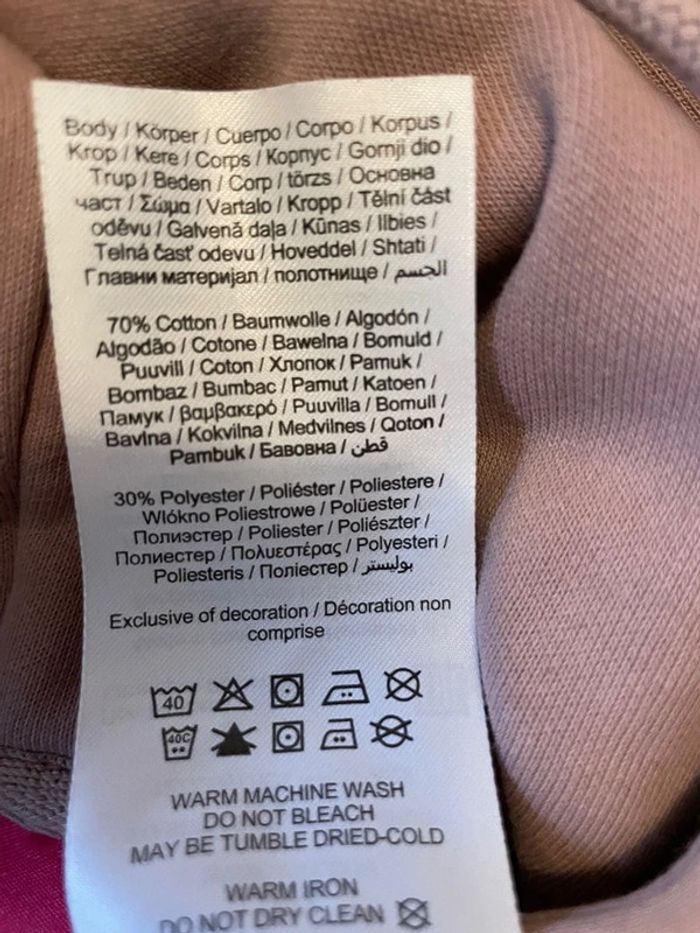 Body / Körper / Cuerpo / Corpo / Korpus /
Krop / Kere / Corps / Корпус / Gornji dio /
Trup / Beden / Corp / törzs / Основна
част / Σώμα / Vartalo / Kropp / Tělní část
oděvu / Galvenā daļa / Kūnas / Ilbies /
Telná časť odevu / Hoveddel / Shtati /
Главни материјал / полотнище / الجسم
70% Cotton / Baumwolle / Algodón /
Algodão / Cotone / Bawełna / Bomuld /
Puuvill / Coton / Хлопок / Pamuk /
Bombaz / Bumbac / Pamut / Katoen /
Памук / βαμβακερό / Puuvilla / Bomull /
Bavlna / Kokvilna / Medvilnes / Qoton /
Pambuk / Бавовна / قطن
30% Polyester / Poliéster / Poliestere /
Włókno Poliestrowe / Polüester /
Полиэстер / Poliester / Poliészter /
Полиестер / Πολυεστέρας / Polyesteri /
Poliesteris / Поліестер / بوليستر
Exclusive of decoration / Décoration non
comprise
40
40C
WARM MACHINE WASH
DO NOT BLEACH
MAY BE TUMBLE DRIED-COLD
WARM IRON
DO NOT DRY CLEAN